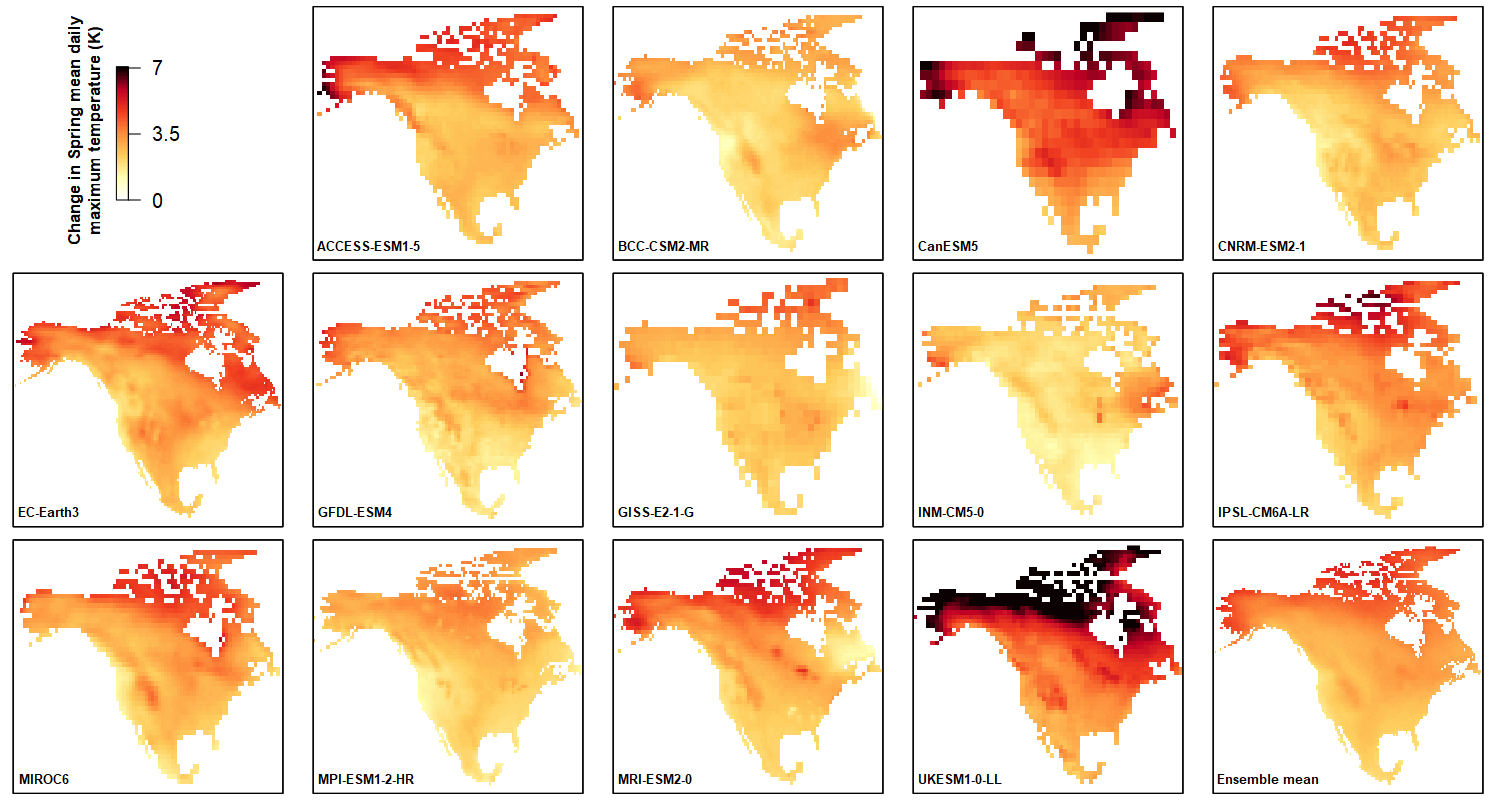 Change in Spring mean daily
maximum temperature (K)
7
3.5
0
ACCESS-ESM1-5
BCC-CSM2-MR
CanESM5
CNRM-ESM2-1
EC-Earth3
GFDL-ESM4
GISS-E2-1-G
INM-CM5-0
IPSL-CM6A-LR
MIROC6
MPI-ESM1-2-HR
MRI-ESM2-0
UKESM1-0-LL
Ensemble mean